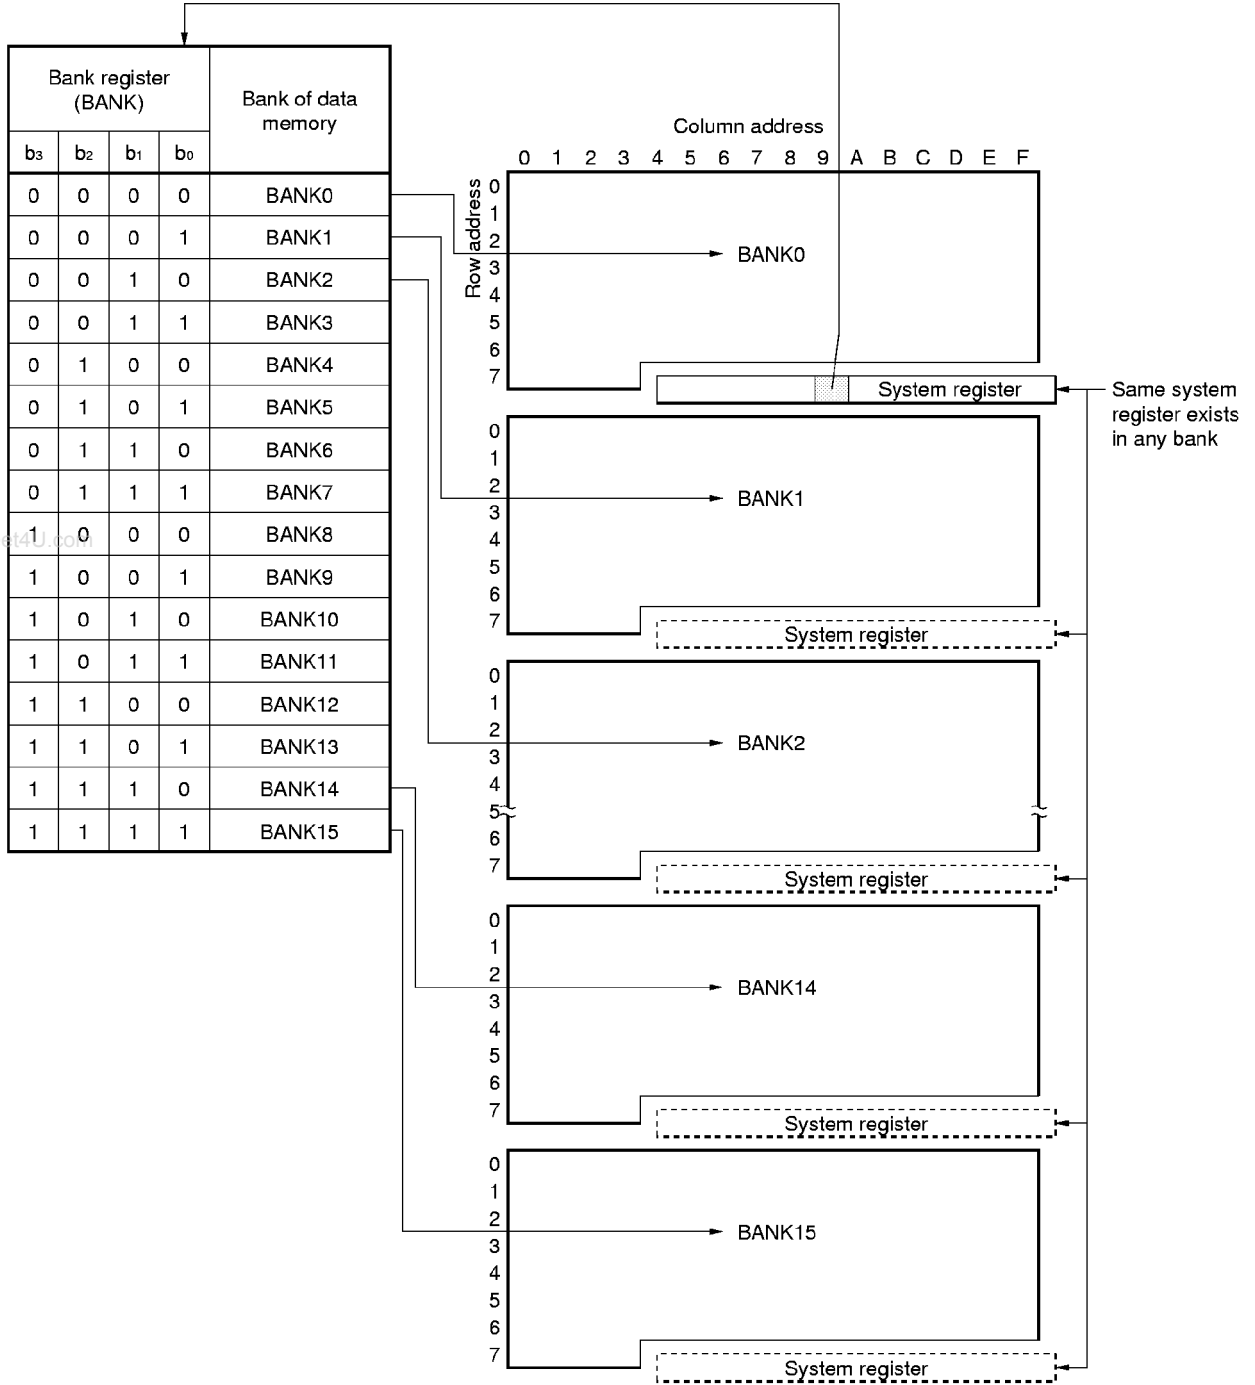 Bank register
(BANK)
Bank of data
memory
b3 b2 b1 b0
0 0 0 0 BANK0
0 0 0 1 BANK1
0 0 1 0 BANK2
0 0 1 1 BANK3
0 1 0 0 BANK4
0 1 0 1 BANK5
0 1 1 0 BANK6
0 1 1 1 BANK7
1 0 0 0 BANK8
et4U.com
1 0 0 1 BANK9
1 0 1 0 BANK10
1 0 1 1 BANK11
1 1 0 0 BANK12
1 1 0 1 BANK13
1 1 1 0 BANK14
1 1 1 1 BANK15
Column address
0 1 2 3 4 5 6 7 8 9 A B C D E F
Row address
0
1
2
3
4
5
6
7
BANK0
System register
Same system
register exists
in any bank
0
1
2
3
4
5
6
7
BANK1
System register
0
1
2
3
4
5
6
7
BANK2
System register
0
1
2
3
4
5
6
7
BANK14
System register
0
1
2
3
4
5
6
7
BANK15
System register